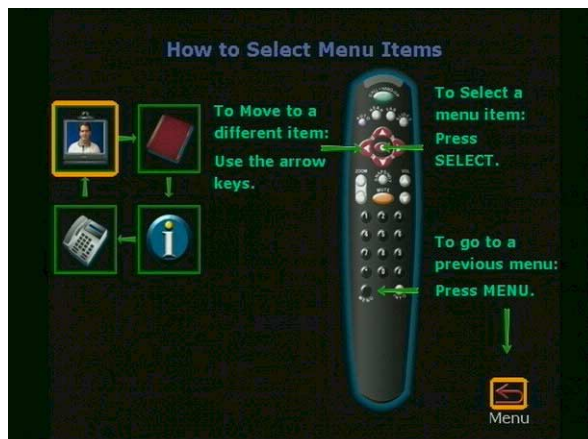 How to Select Menu Items
To Move to a
different item:
Use the arrow
keys.
To Select a
menu item:
Press
SELECT.
To go to a
previous menu:
Press MENU.
Menu